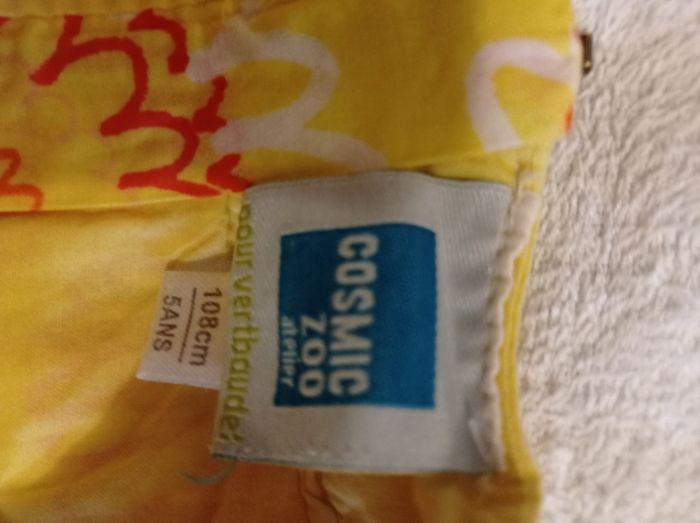 COSMIC
ZOO
atelier
pour vertbaudet
108cm
5ANS